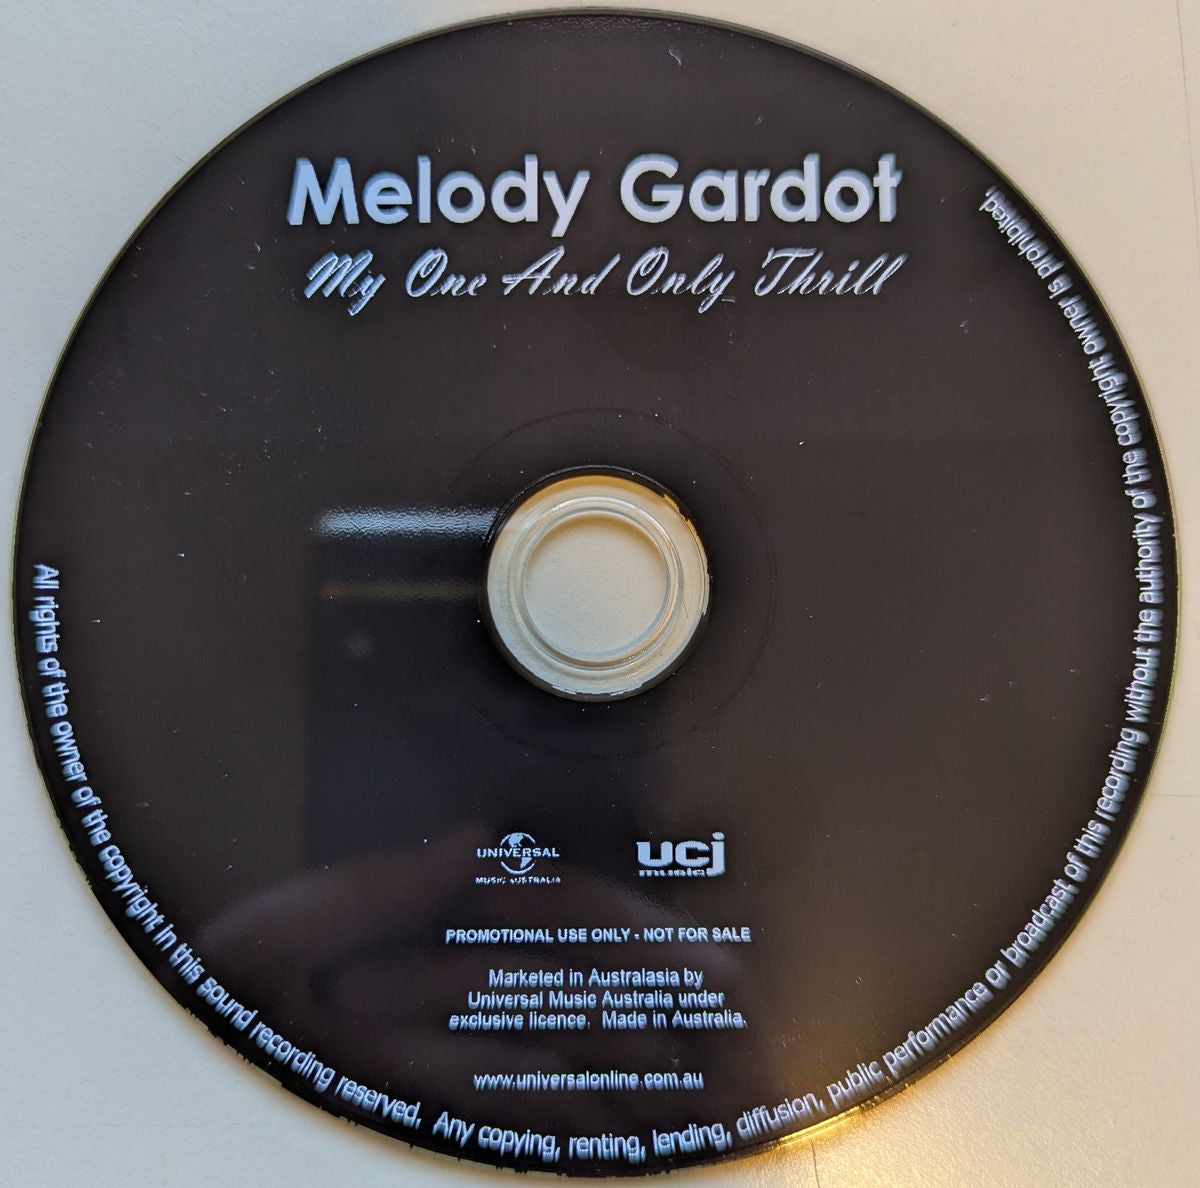 Melody Gardot
My One And Only Thrill
UNIVERSAL
MUSIC AUSTRALIA
ucj
music
PROMOTIONAL USE ONLY - NOT FOR SALE
Marketed in Australasia by
Universal Music Australia under
exclusive licence. Made in Australia.
www.universalonline.com.au
All rights of the owner of the copyright in this sound recording reserved. Any copying, renting, lending, diffusion, public performance or broadcast of this recording without the authority of the copyright owner is prohibited.